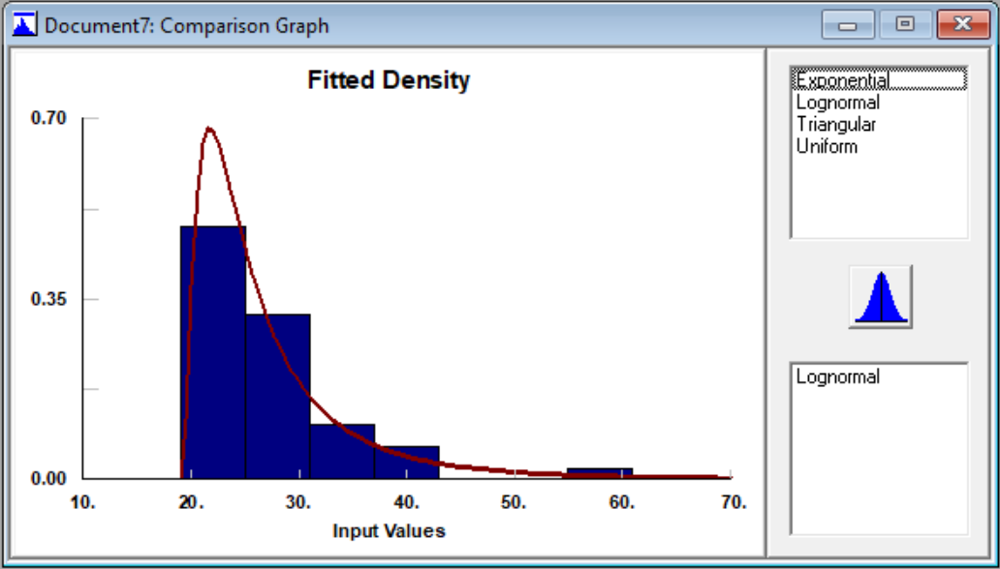 Document7: Comparison Graph
Fitted Density
0.70
0.35
0.00
10. 20. 30. 40. 50. 60. 70.
Input Values
Exponential
Lognormal
Triangular
Uniform
Lognormal